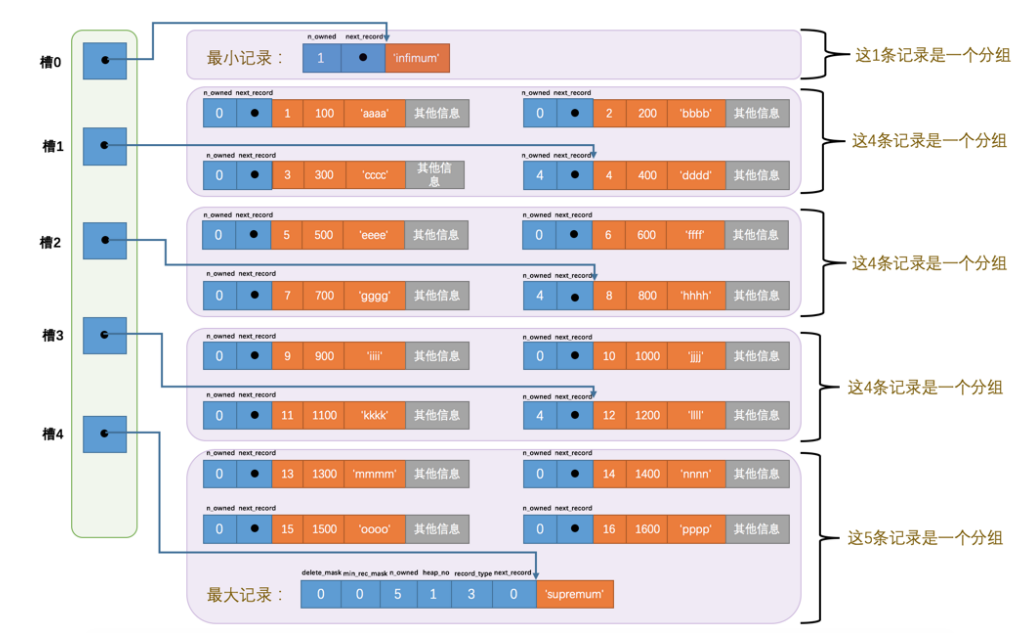 n_owned next_record
槽0 最小记录： 1 'infimum' 这1条记录是一个分组
n_owned next_record n_owned next_record
0 1 100 'aaaa' 其他信息 0 2 200 'bbbb' 其他信息
槽1 这4条记录是一个分组
n_owned next_record n_owned next_record
0 3 300 'cccc' 其他信息 4 4 400 'dddd' 其他信息
n_owned next_record n_owned next_record
槽2 0 5 500 'eeee' 其他信息 0 6 600 'ffff' 其他信息
这4条记录是一个分组
n_owned next_record n_owned next_record
0 7 700 'gggg' 其他信息 4 8 800 'hhhh' 其他信息
槽3 n_owned next_record n_owned next_record
0 9 900 'iiii' 其他信息 0 10 1000 'jjjj' 其他信息
这4条记录是一个分组
n_owned next_record n_owned next_record
0 11 1100 'kkkk' 其他信息 4 12 1200 'llll' 其他信息
槽4
n_owned next_record n_owned next_record
0 13 1300 'mmmm' 其他信息 0 14 1400 'nnnn' 其他信息
n_owned next_record n_owned next_record
0 15 1500 'oooo' 其他信息 0 16 1600 'pppp' 其他信息
这5条记录是一个分组
delete_mask min_rec_mask n_owned heap_no record_type next_record
最大记录： 0 0 5 1 3 0 'supremum'